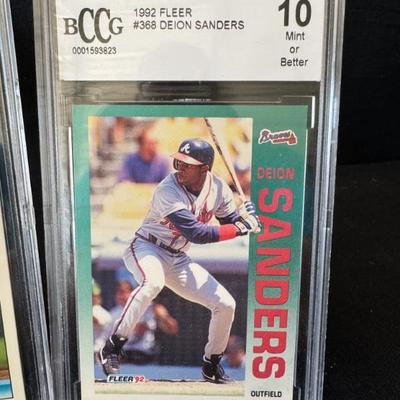 BCCG
0001593823
1992 FLEER
#368 DEION SANDERS
10
Mint
or
Better
Braves
DEION
SANDERS
A
FLEER '92
OUTFIELD